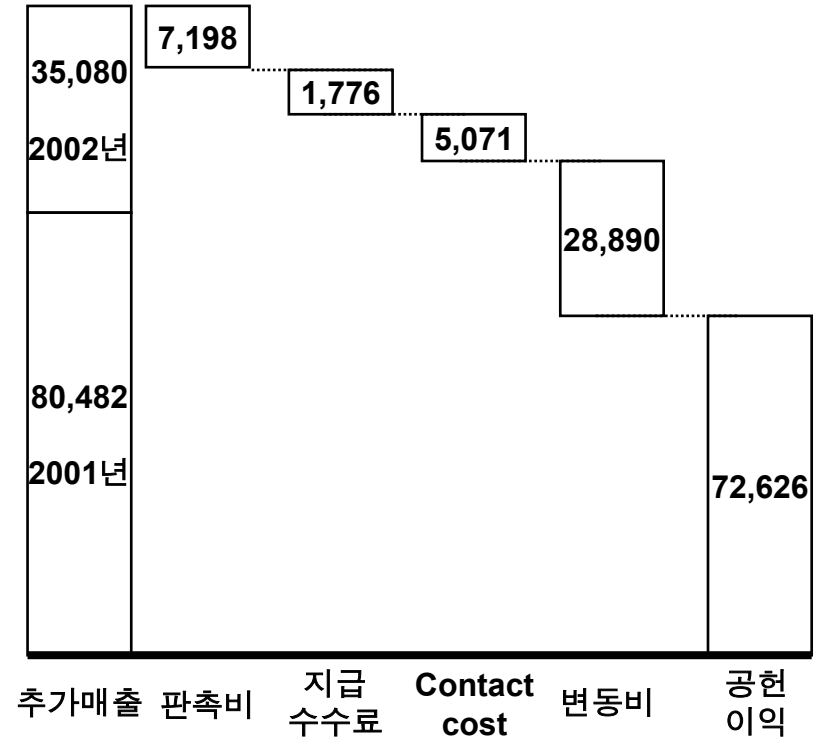 35,080
2002년
80,482
2001년
7,198
1,776
5,071
28,890
72,626
추가매출
판촉비
지급
수수료
Contact
cost
변동비
공헌
이익